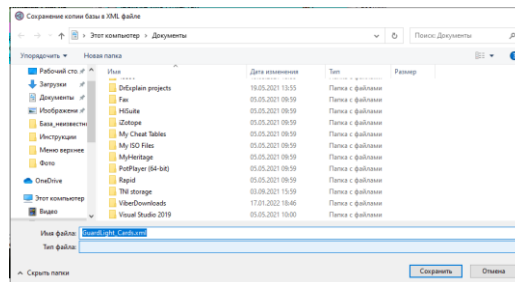 Сохранение копии базы в XML файле
Этот компьютер › Документы
Поиск: Документы
Упорядочить
Новая папка
Рабочий сто
Загрузки
Документы
Изображени
База_неизвестн
Инструкции
Меню верхнее
Фото
OneDrive
Этот компьютер
Видео
Имя Дата изменения Тип Размер
DrExplain projects 19.05.2021 13:55 Папка с файлами
Fax 05.05.2021 09:59 Папка с файлами
HiSuite 05.05.2021 09:59 Папка с файлами
iZotope 05.05.2021 09:59 Папка с файлами
My Cheat Tables 05.05.2021 09:59 Папка с файлами
My ISO Files 05.05.2021 09:59 Папка с файлами
MyHeritage 05.05.2021 09:59 Папка с файлами
PotPlayer (64-bit) 05.05.2021 09:59 Папка с файлами
Rapid 05.05.2021 09:59 Папка с файлами
TNI storage 03.09.2021 15:59 Папка с файлами
ViberDownloads 17.01.2022 18:46 Папка с файлами
Visual Studio 2019 05.05.2021 10:00 Папка с файлами
Имя файла: GuardLight_Cards.xml
Тип файла:
Скрыть папки
Сохранить
Отмена